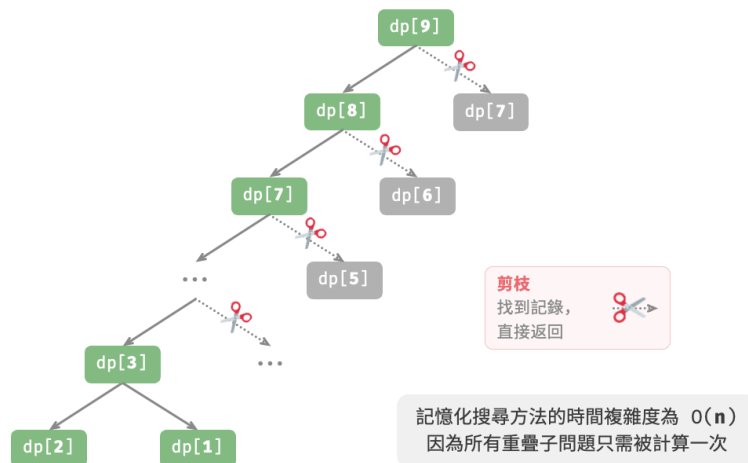 dp[9]
dp[8]
dp[7]
dp[7]
dp[6]
...
dp[5]
剪枝
找到記錄，
直接返回
dp[3]
...
dp[2]
dp[1]
記憶化搜尋方法的時間複雜度為 O(n)
因為所有重疊子問題只需被計算一次